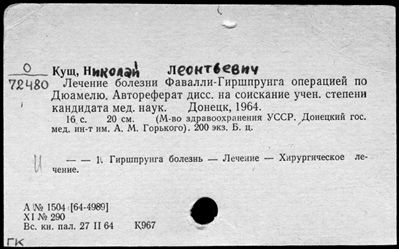 О
72480
Кущ, Николай Леонтьевич
Лечение болезни Фавалли-Гиршпрунга операцией по
Дюамелю. Автореферат дисс. на соискание учен. степени
кандидата мед. наук. Донецк, 1964.
16 с. 20 см. (М-во здравоохранения УССР. Донецкий гос.
мед. ин-т им. А. М. Горького). 200 экз. Б. ц.
— — 1. Гиршпрунга болезнь — Лечение — Хирургическое ле-
чение.
А № 1504 [64-4989]
XI № 290
Вс. кн. пал. 27 II 64 К967
ГК